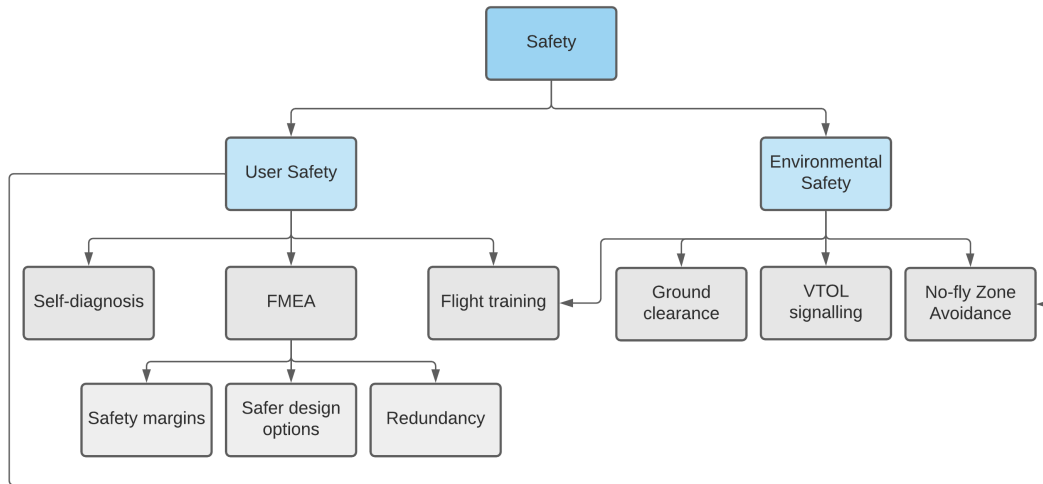 Safety
User Safety
Environmental
Safety
Self-diagnosis
FMEA
Flight training
Ground
clearance
VTOL
signalling
No-fly Zone
Avoidance
Safety margins
Safer design
options
Redundancy